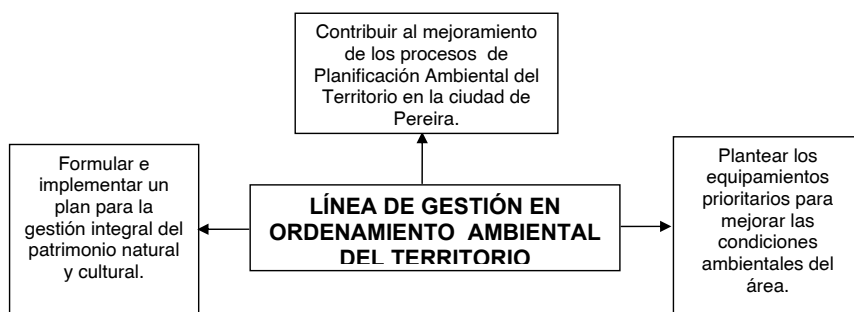 Contribuir al mejoramiento
de los procesos de
Planificación Ambiental del
Territorio en la ciudad de
Pereira.
Formular e
implementar un
plan para la
gestión integral del
patrimonio natural
y cultural.
LÍNEA DE GESTIÓN EN
ORDENAMIENTO AMBIENTAL
DEL TERRITORIO
Plantear los
equipamientos
prioritarios para
mejorar las
condiciones
ambientales del
área.